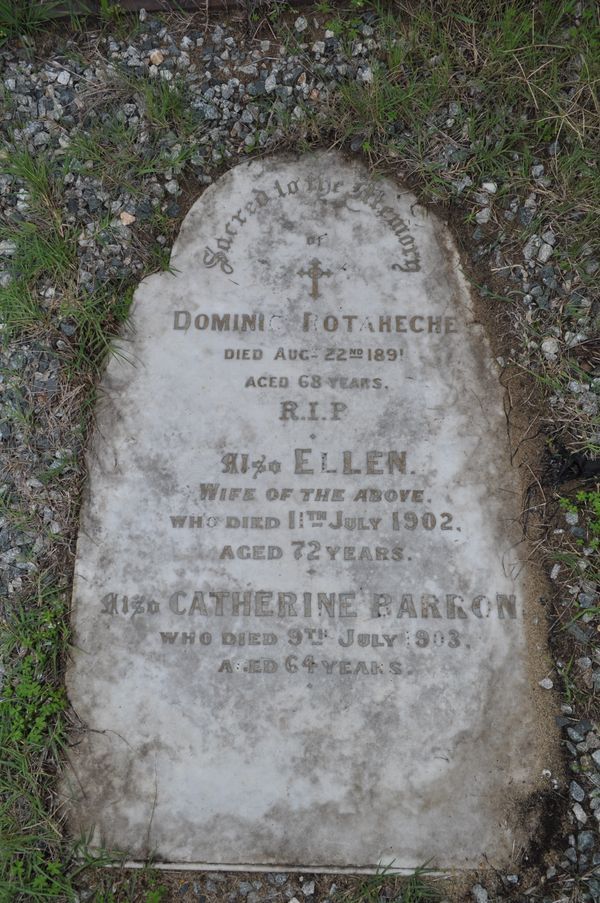 Sacred to the Memory
of
DOMINIC ROTAHECHE
DIED AUG. 22ND 1891
AGED 68 YEARS.
R.I.P
Also ELLEN.
WIFE OF THE ABOVE.
WHO DIED 11TH JULY 1902.
AGED 72 YEARS.
Also CATHERINE BARRON
WHO DIED 9TH JULY 1903.
AGED 64 YEARS.